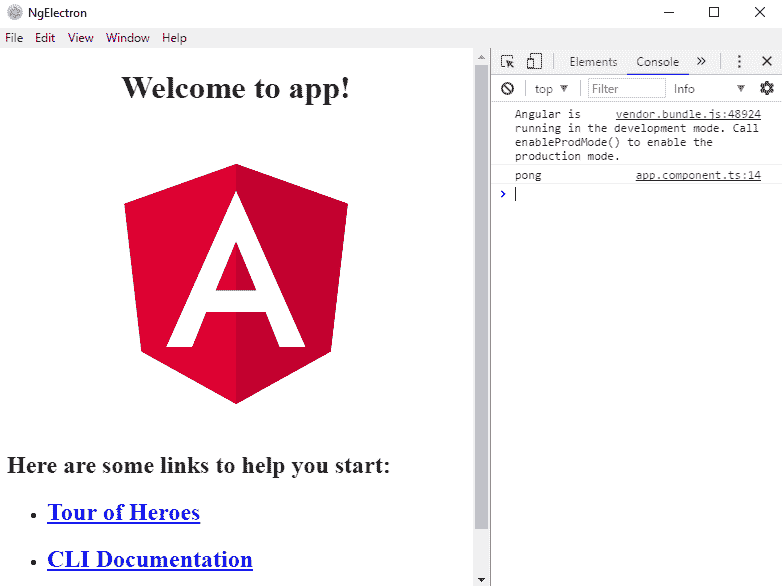 NgElectron
File Edit View Window Help
Welcome to app!
A
Here are some links to help you start:
Tour of Heroes
CLI Documentation
Elements Console »
top Filter Info
Angular is vendor.bundle.js:48924
running in the development mode. Call
enableProdMode() to enable the
production mode.
pong app.component.ts:14